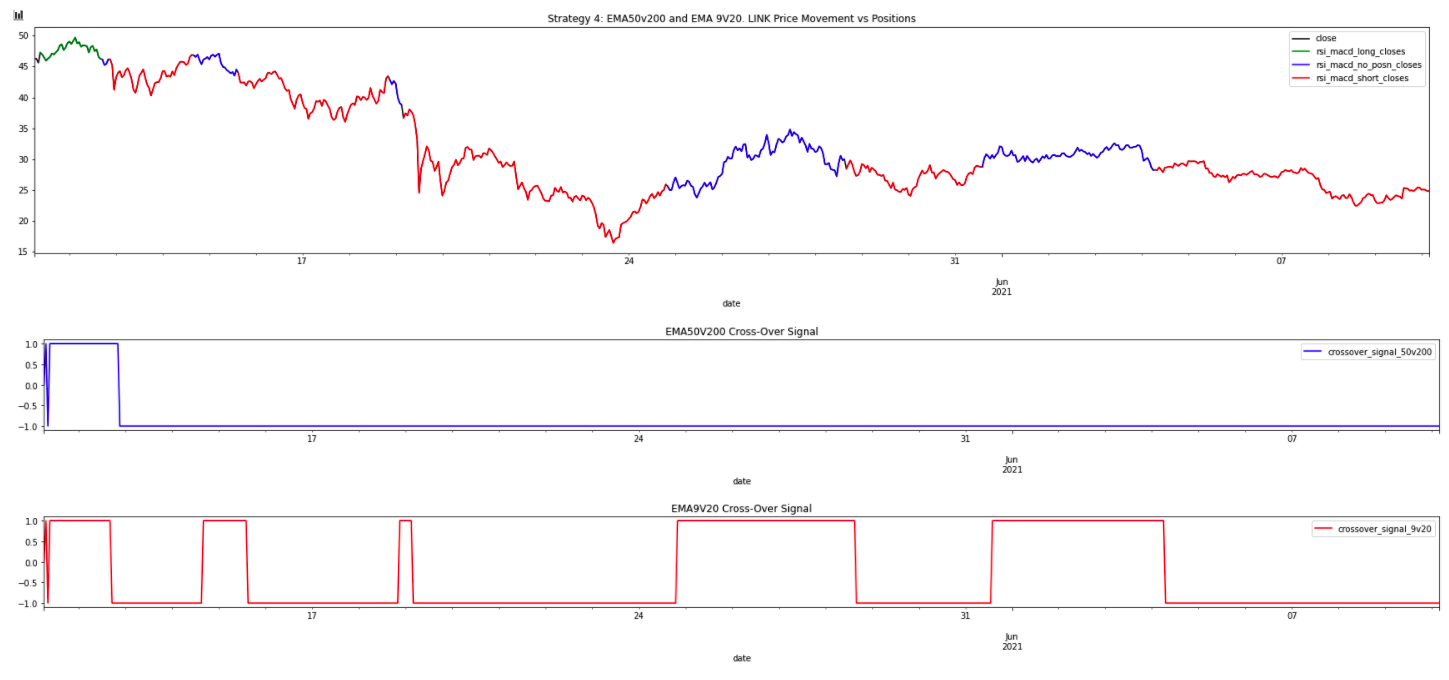 Strategy 4: EMA50v200 and EMA 9V20. LINK Price Movement vs Positions
50
45
40
35
30
25
20
15
close
rsi_macd_long_closes
rsi_macd_no_posn_closes
rsi_macd_short_closes
17
24
31
07
Jun
2021
date
EMA50V200 Cross-Over Signal
1.0
0.5
0.0
−0.5
−1.0
crossover_signal_50v200
17
24
31
07
Jun
2021
date
EMA9V20 Cross-Over Signal
1.0
0.5
0.0
−0.5
−1.0
crossover_signal_9v20
17
24
31
07
Jun
2021
date